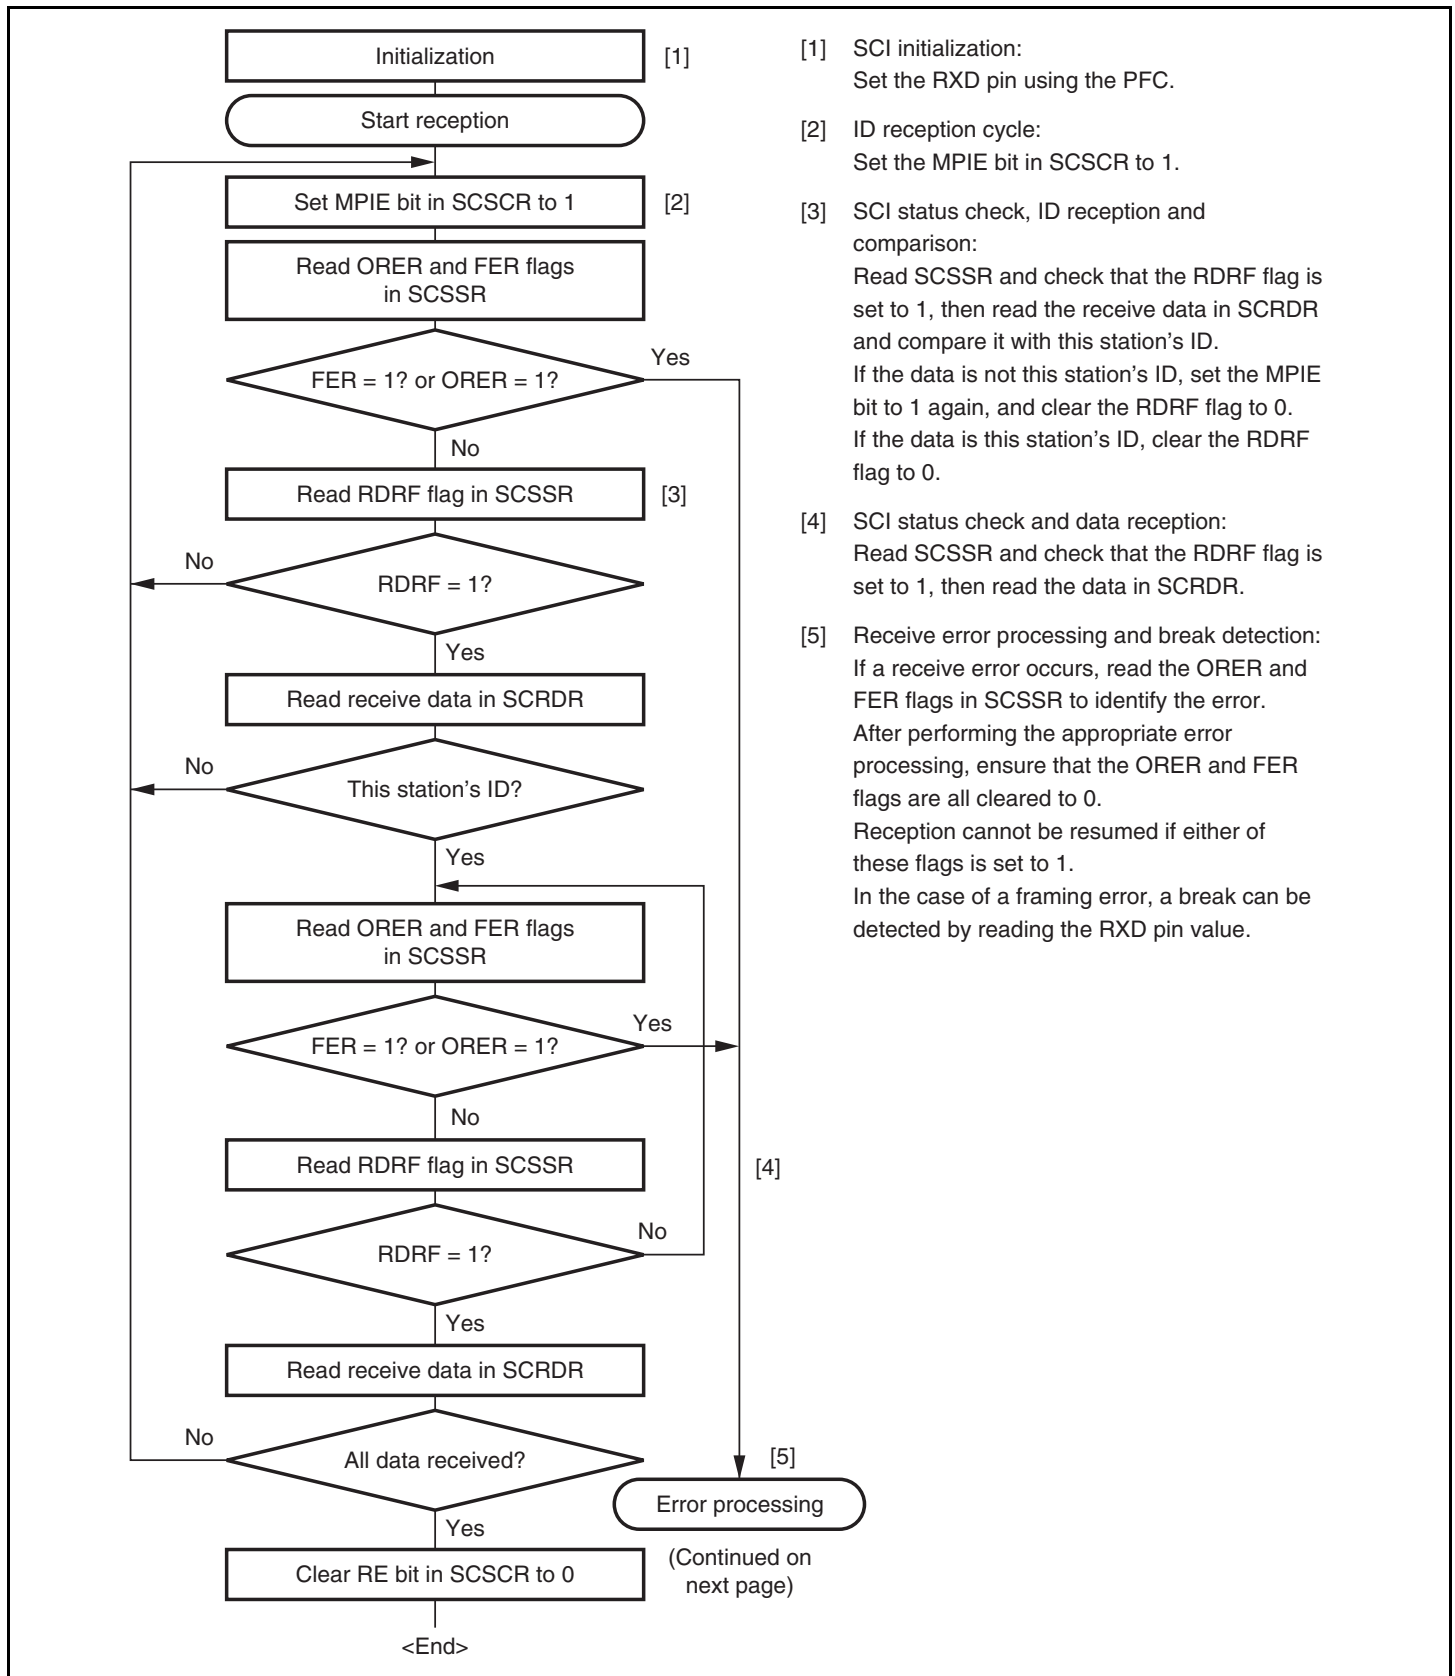 Initialization
[1]
Start reception
Set MPIE bit in SCSCR to 1
[2]
Read ORER and FER flags
in SCSSR
FER = 1? or ORER = 1?
Yes
No
Read RDRF flag in SCSSR
[3]
No
RDRF = 1?
Yes
Read receive data in SCRDR
No
This station's ID?
Yes
Read ORER and FER flags
in SCSSR
FER = 1? or ORER = 1?
Yes
No
Read RDRF flag in SCSSR
[4]
RDRF = 1?
No
Yes
Read receive data in SCRDR
No
All data received?
[5]
Error processing
Yes
(Continued on
next page)
Clear RE bit in SCSCR to 0
<End>
[1] SCI initialization:
Set the RXD pin using the PFC.
[2] ID reception cycle:
Set the MPIE bit in SCSCR to 1.
[3] SCI status check, ID reception and
comparison:
Read SCSSR and check that the RDRF flag is
set to 1, then read the receive data in SCRDR
and compare it with this station's ID.
If the data is not this station's ID, set the MPIE
bit to 1 again, and clear the RDRF flag to 0.
If the data is this station's ID, clear the RDRF
flag to 0.
[4] SCI status check and data reception:
Read SCSSR and check that the RDRF flag is
set to 1, then read the data in SCRDR.
[5] Receive error processing and break detection:
If a receive error occurs, read the ORER and
FER flags in SCSSR to identify the error.
After performing the appropriate error
processing, ensure that the ORER and FER
flags are all cleared to 0.
Reception cannot be resumed if either of
these flags is set to 1.
In the case of a framing error, a break can be
detected by reading the RXD pin value.